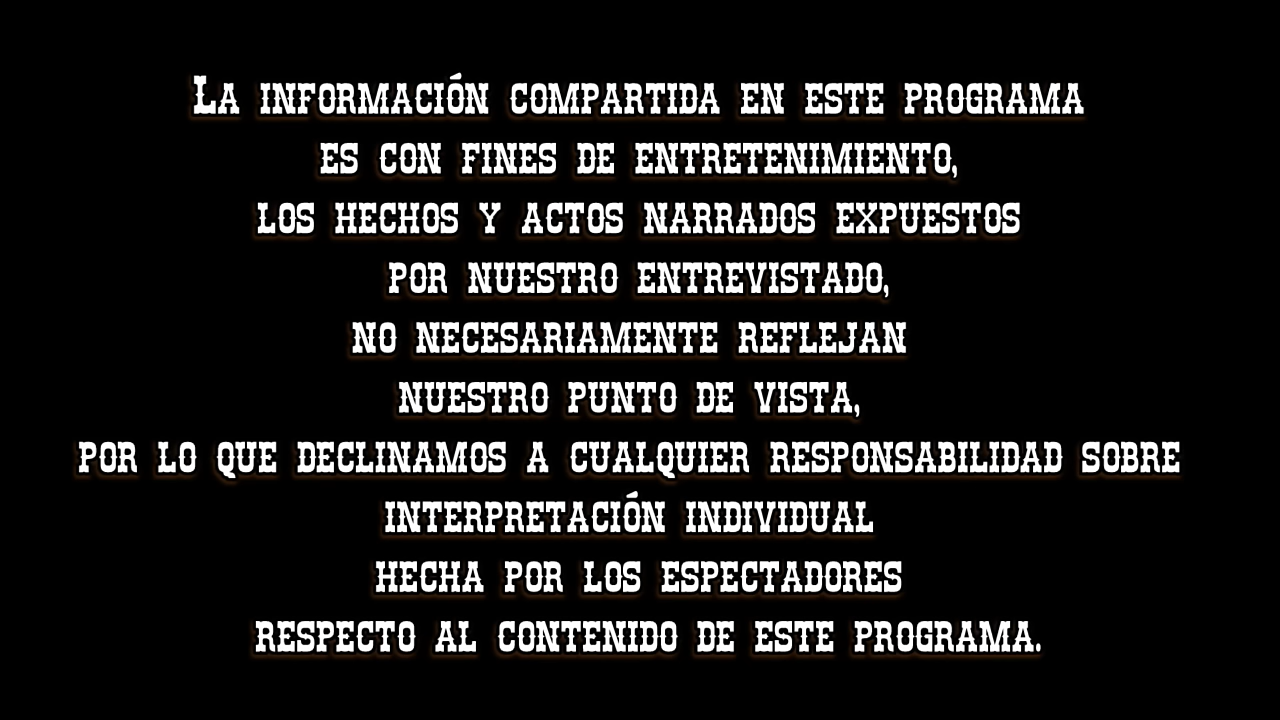 La información compartida en este programa
es con fines de entretenimiento,
los hechos y actos narrados expuestos
por nuestro entrevistado,
no necesariamente reflejan
nuestro punto de vista,
por lo que declinamos a cualquier responsabilidad sobre
interpretación individual
hecha por los espectadores
respecto al contenido de este programa.